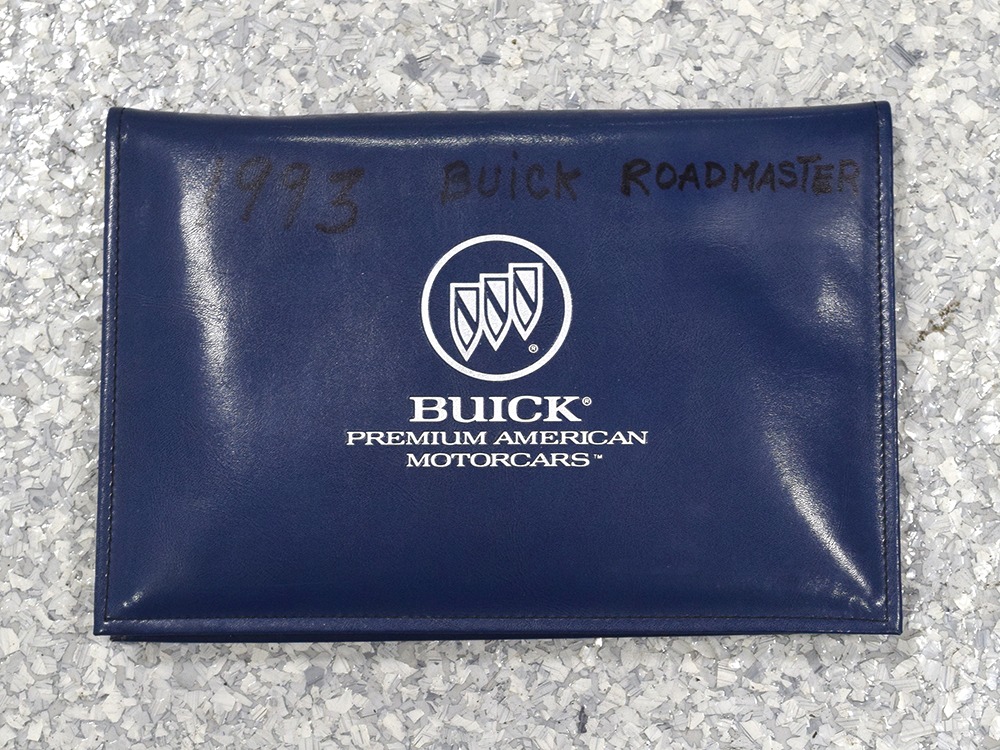 1993 BUiCK ROADMASTER
®
BUICK®
PREMIUM AMERICAN
MOTORCARS™